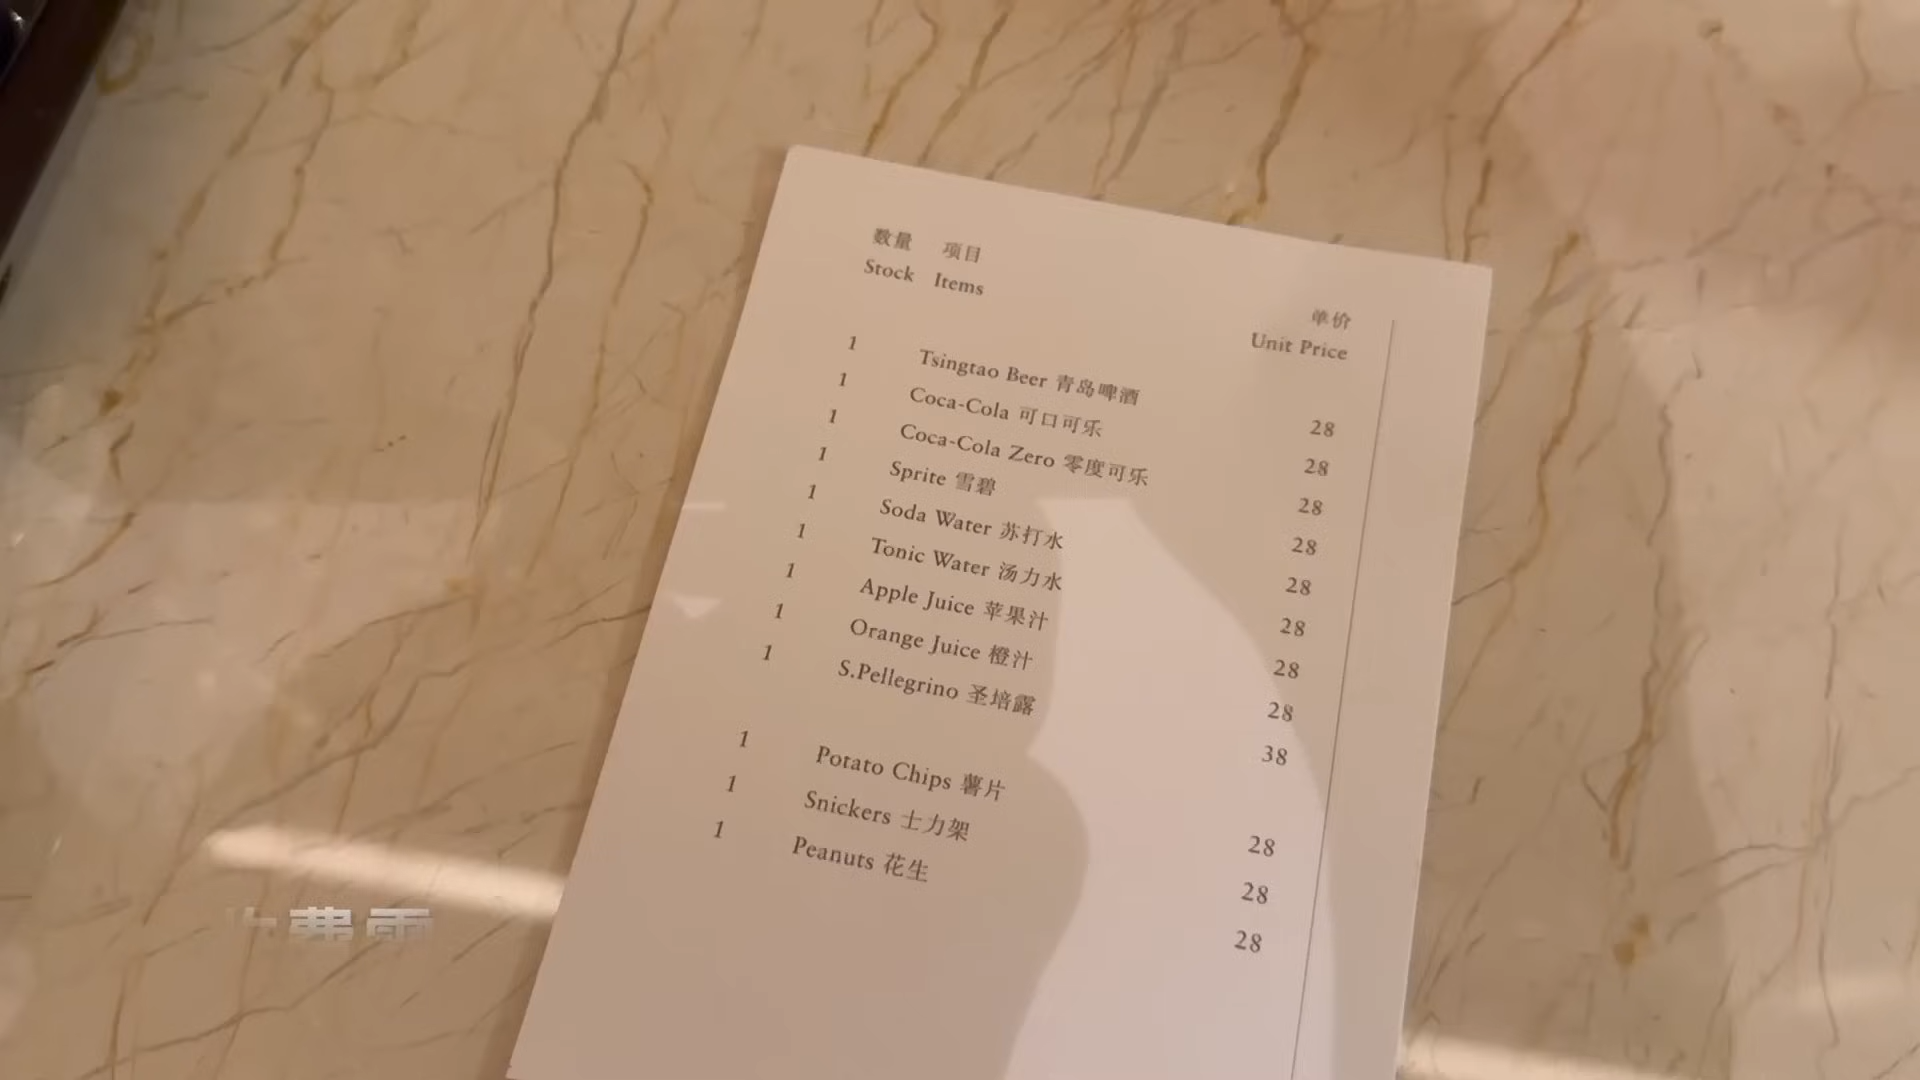 数量 项目 单价
Stock Items Unit Price
1 Tsingtao Beer 青岛啤酒 28
1 Coca-Cola 可口可乐 28
1 Coca-Cola Zero 零度可乐 28
1 Sprite 雪碧 28
1 Soda Water 苏打水 28
1 Tonic Water 汤力水 28
1 Apple Juice 苹果汁 28
1 Orange Juice 橙汁 28
1 S.Pellegrino 圣培露 38
1 Potato Chips 薯片 28
1 Snickers 士力架 28
1 Peanuts 花生 28